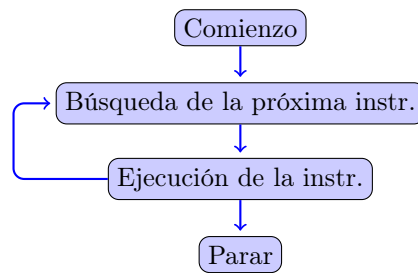 Comienzo
Búsqueda de la próxima instr.
Ejecución de la instr.
Parar